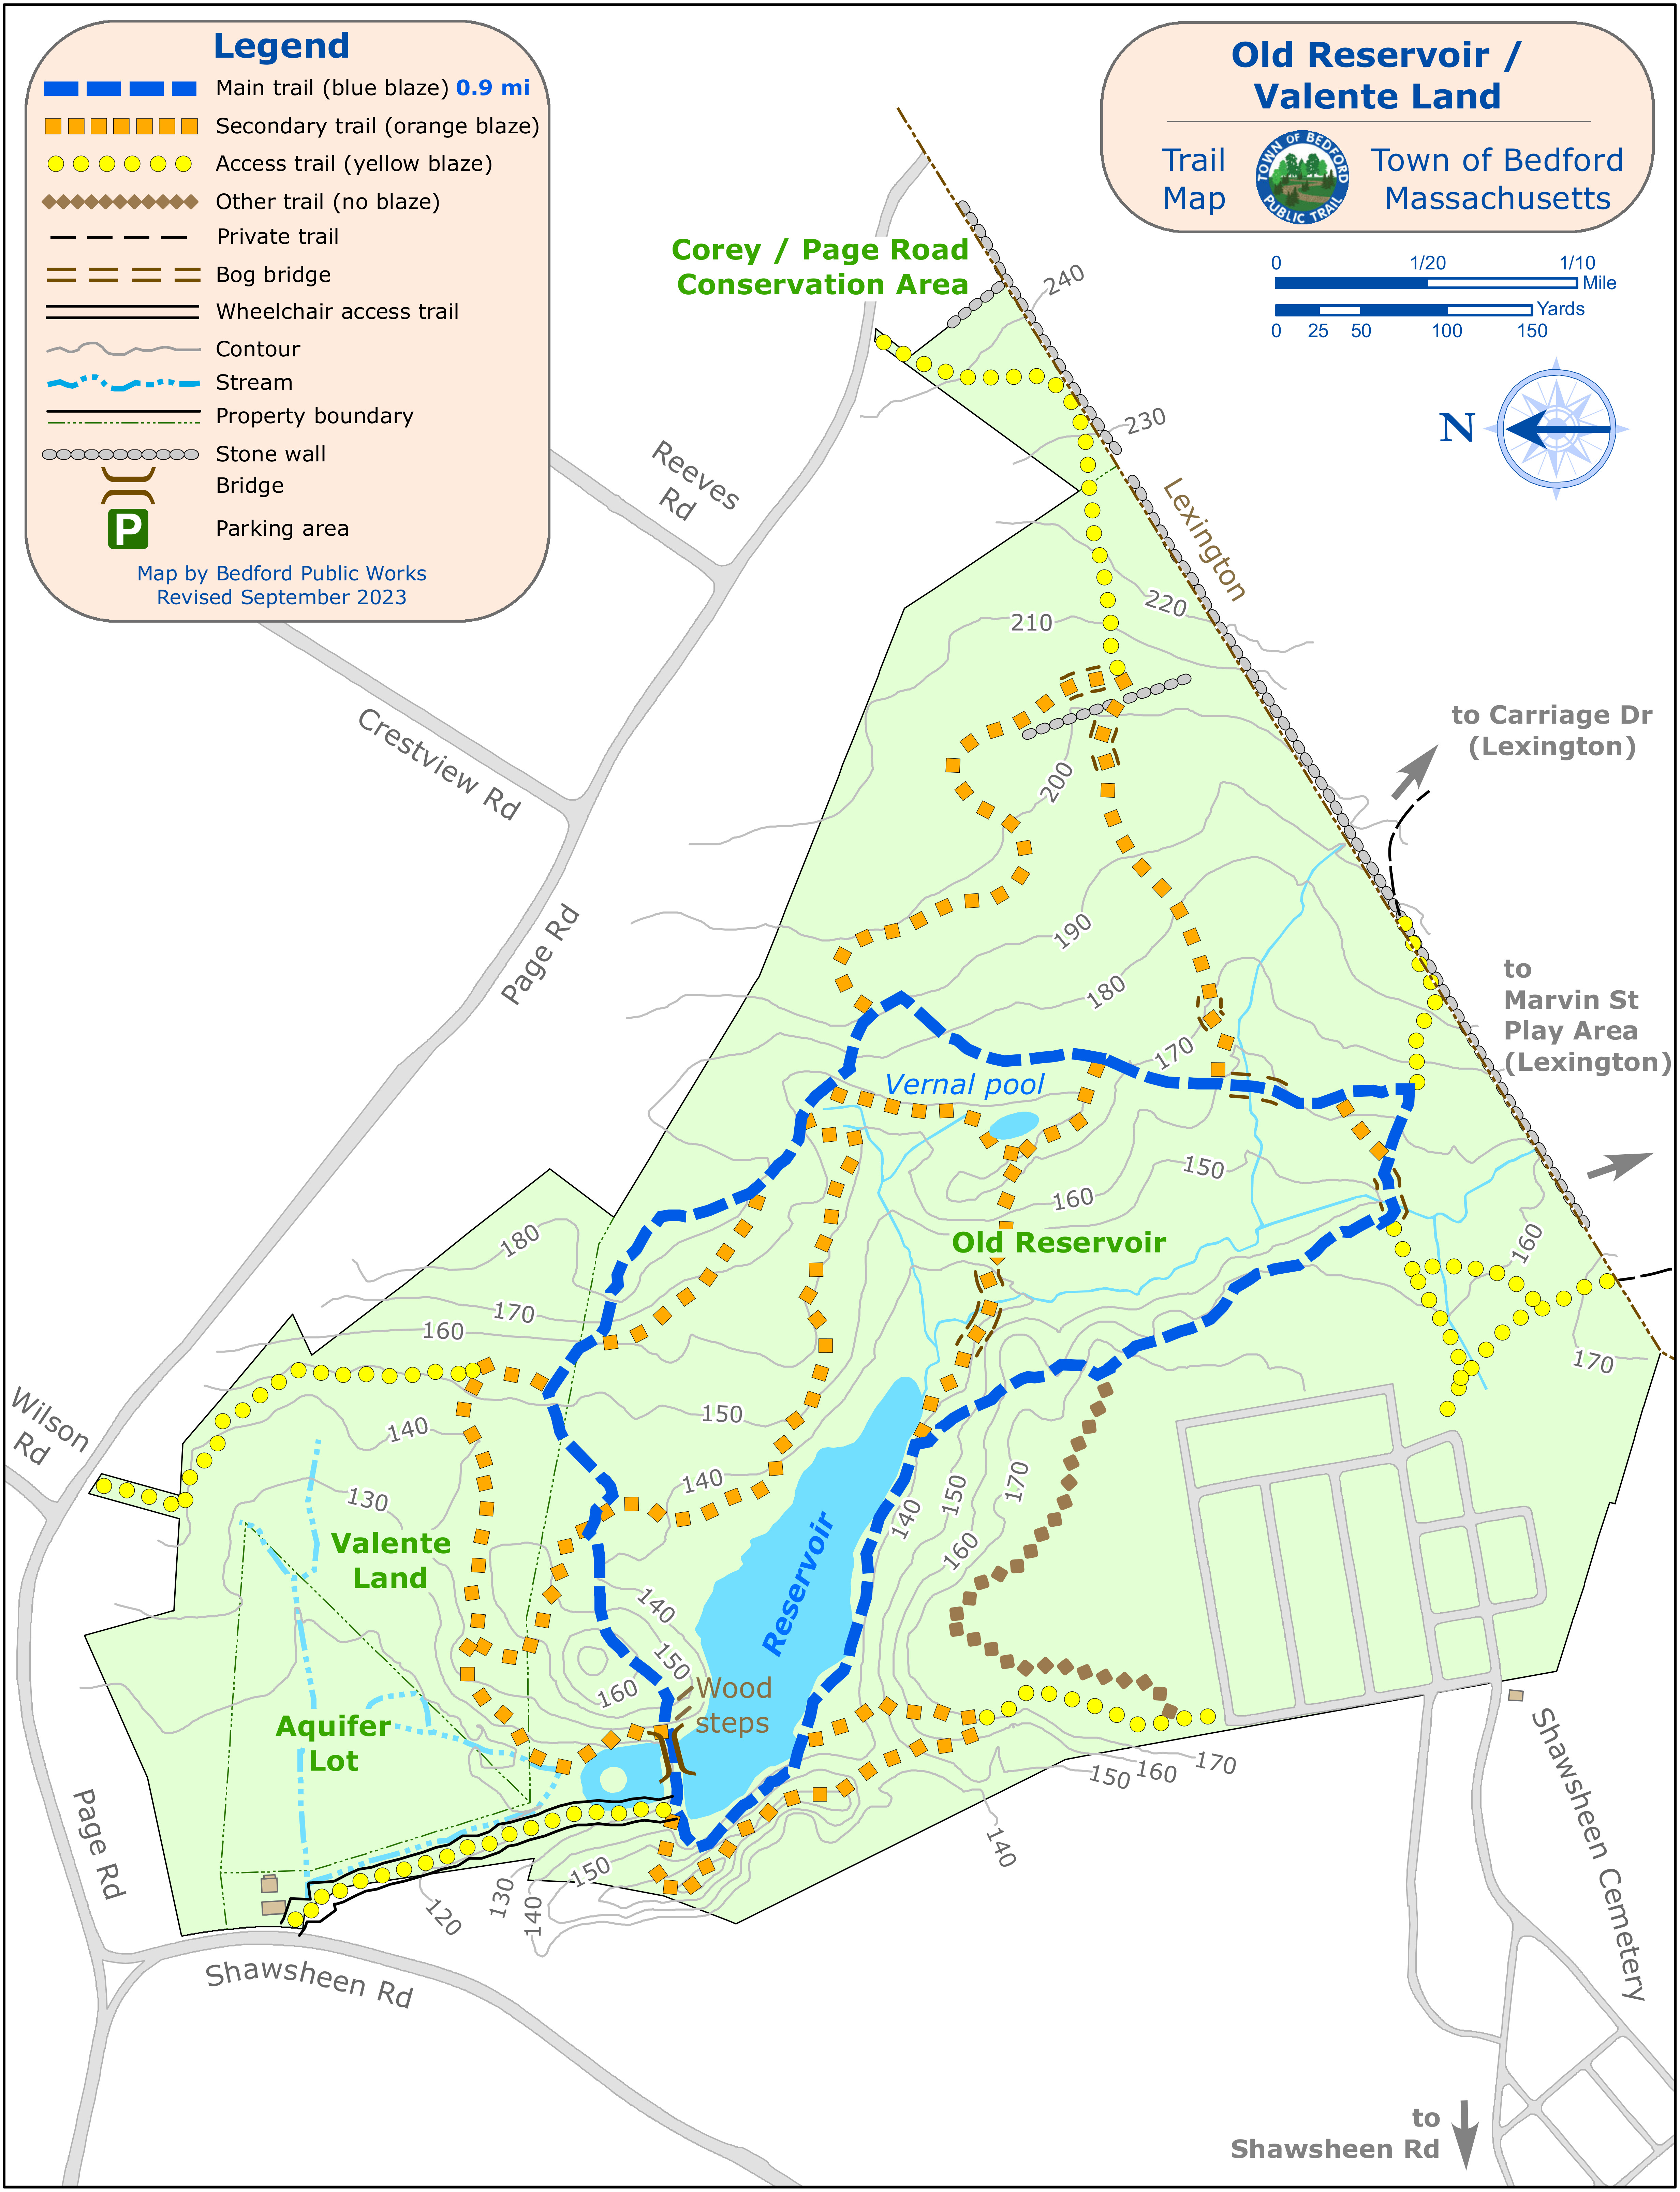 Legend
Main trail (blue blaze) 0.9 mi
Secondary trail (orange blaze)
Access trail (yellow blaze)
Other trail (no blaze)
Private trail
Bog bridge
Wheelchair access trail
Contour
Stream
Property boundary
Stone wall
Bridge
P
Parking area
Map by Bedford Public Works
Revised September 2023
Old Reservoir /
Valente Land
Trail
Map
TOWN OF BEDFORD
PUBLIC TRAIL
Town of Bedford
Massachusetts
0 1/20 1/10
Mile
Yards
0 25 50 100 150
N
Corey / Page Road
Conservation Area
240
230
Reeves
Rd
Lexington
220
210
to Carriage Dr
(Lexington)
Crestview Rd
200
190
Page Rd
180
to
Marvin St
Play Area
(Lexington)
170
Vernal pool
150
160
180
Old Reservoir
160
170
160
170
Wilson
Rd
150
140
140
130
150
170
140
160
Valente
Land
Reservoir
140
150
160
Wood
steps
Aquifer
Lot
Shawsheen Cemetery
150
160
170
Page Rd
140
150
130
140
120
Shawsheen Rd
to
Shawsheen Rd